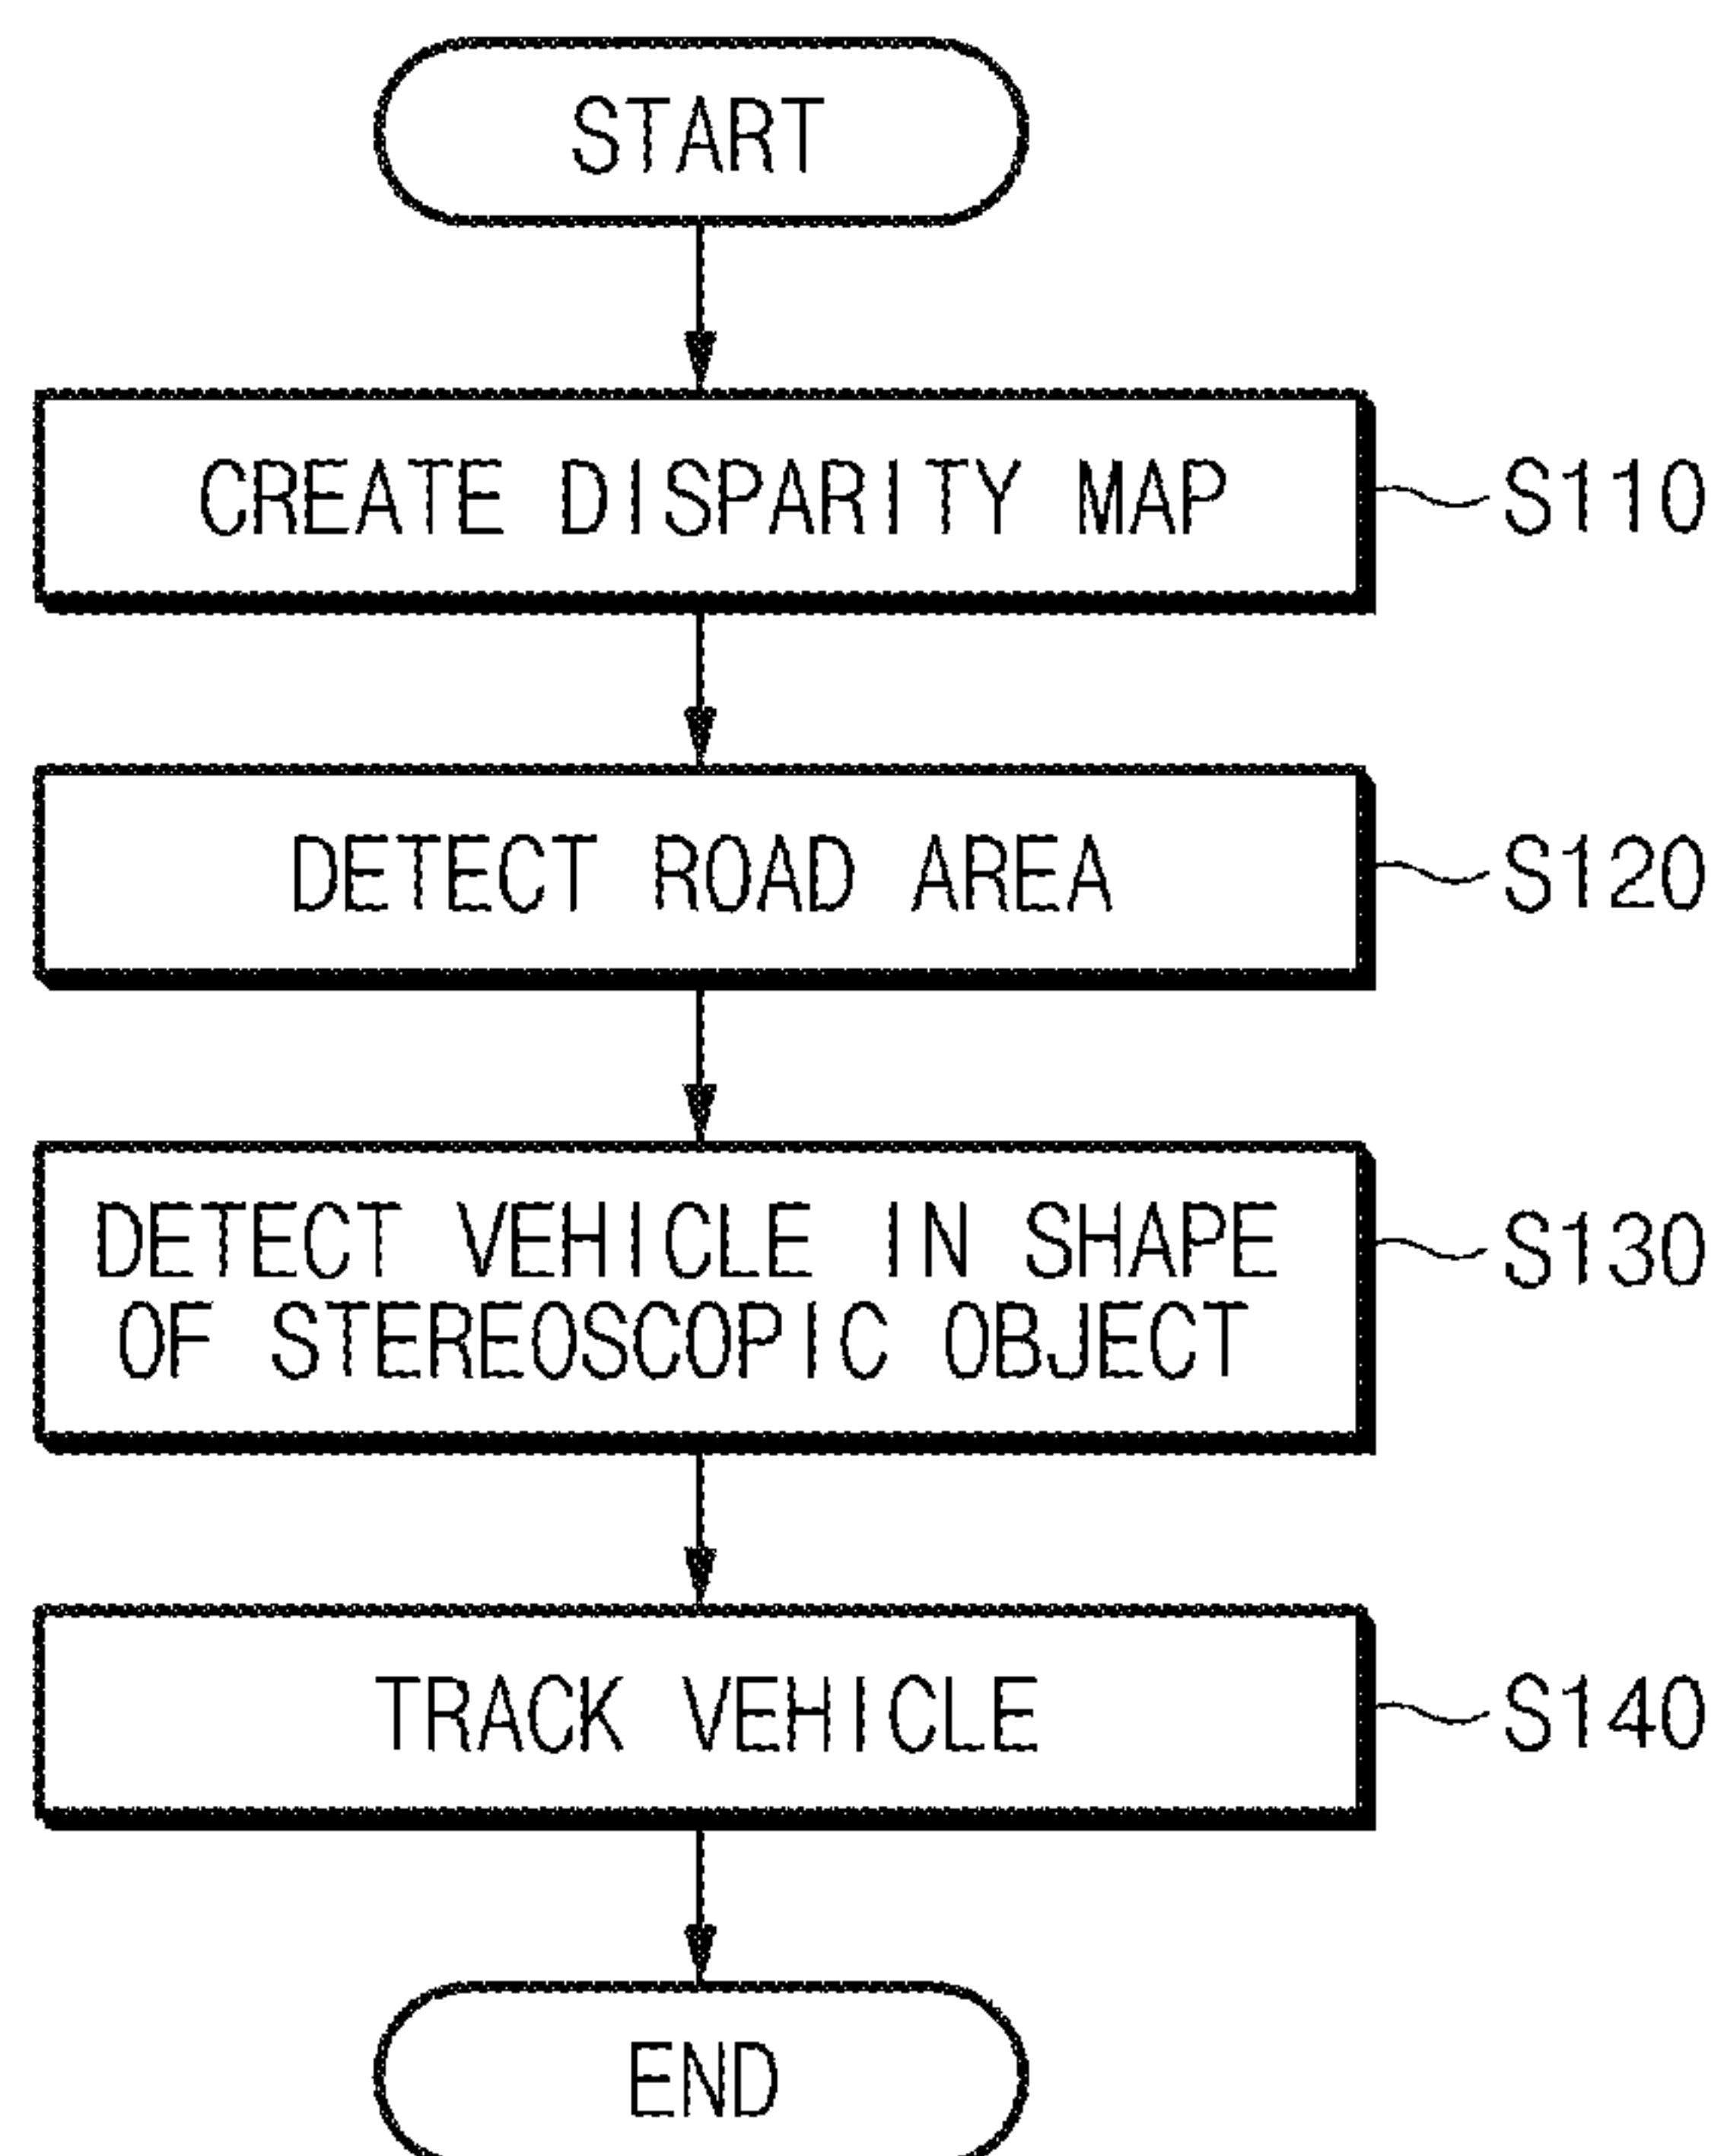 START
CREATE DISPARITY MAP
S110
DETECT ROAD AREA
S120
DETECT VEHICLE IN SHAPE
OF STEREOSCOPIC OBJECT
S130
TRACK VEHICLE
S140
END